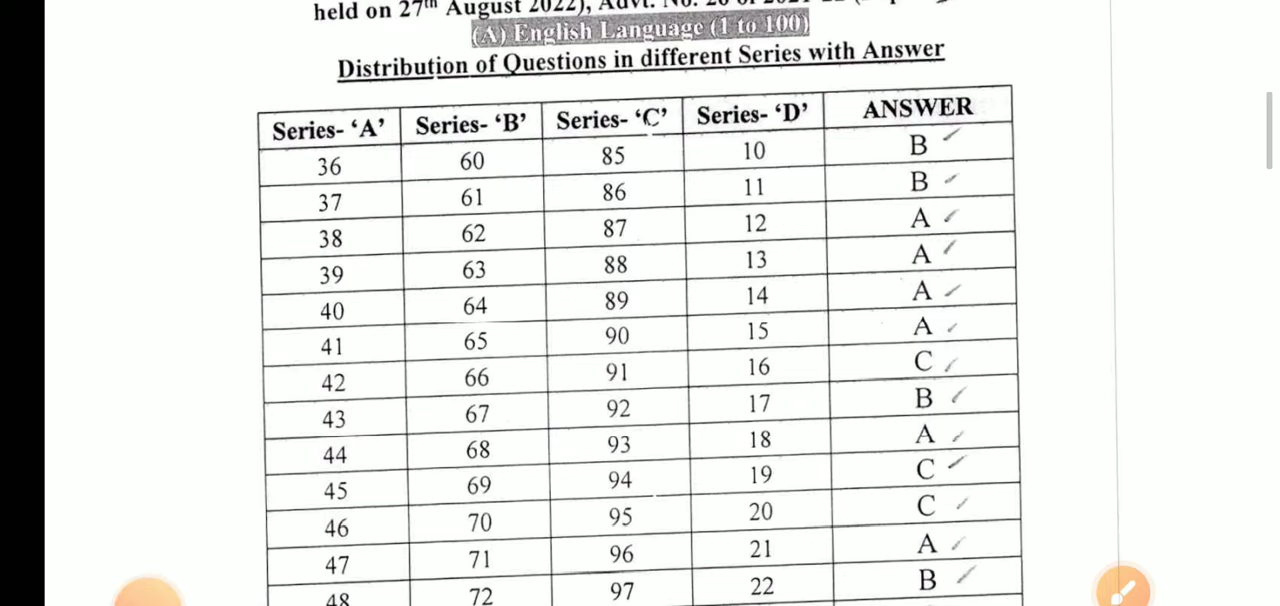 held on 27th August 2022), Advt. No.
(A) English Language (1 to 100)
Distribution of Questions in different Series with Answer
Series- ‘A’ Series- ‘B’ Series- ‘C’ Series- ‘D’ ANSWER
36 60 85 10 B
37 61 86 11 B
38 62 87 12 A
39 63 88 13 A
40 64 89 14 A
41 65 90 15 A
42 66 91 16 C
43 67 92 17 B
44 68 93 18 A
45 69 94 19 C
46 70 95 20 C
47 71 96 21 A
48 72 97 22 B